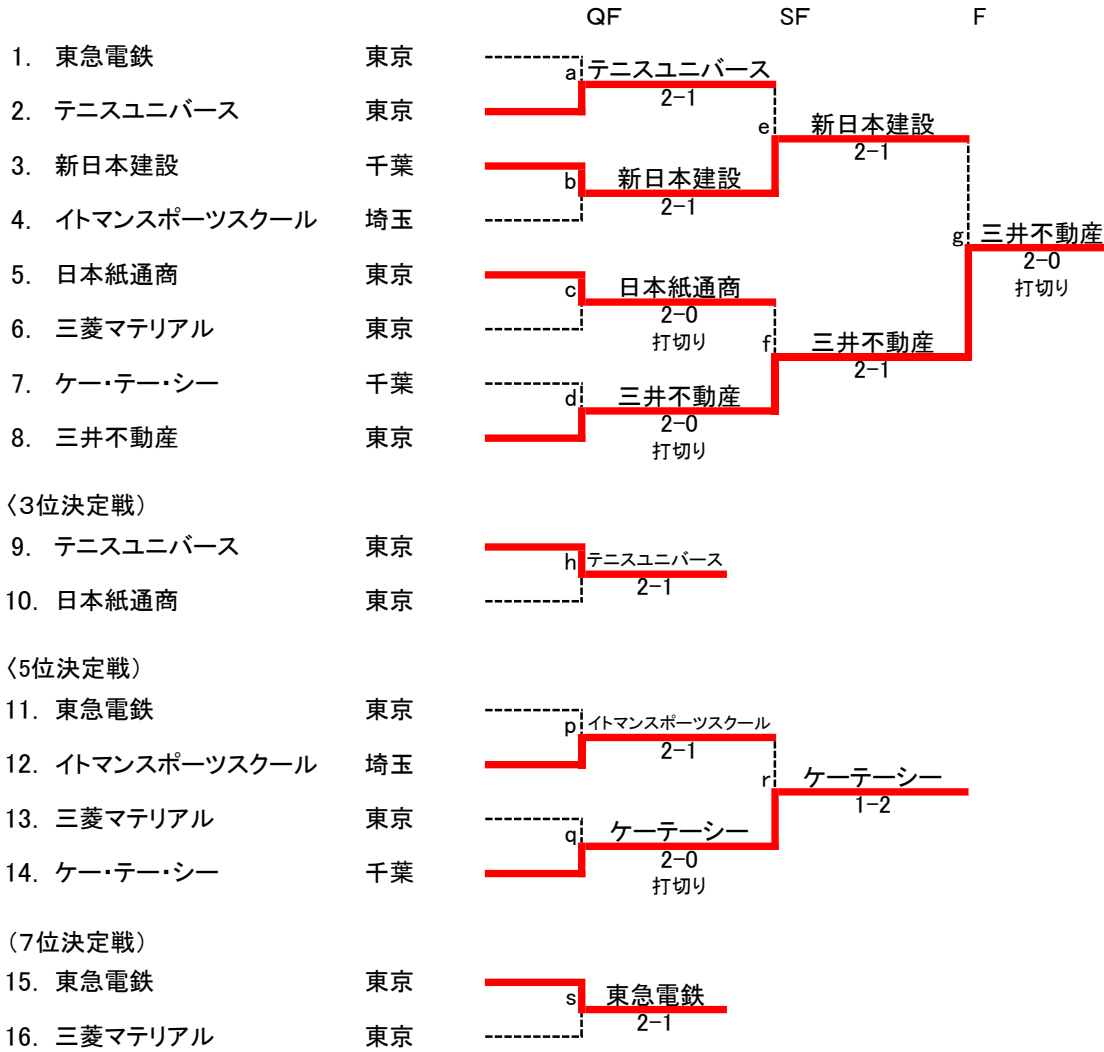 QF SF F
1. 東急電鉄 東京
a テニスユニバース
2-1
2. テニスユニバース 東京
e 新日本建設
2-1
3. 新日本建設 千葉
b 新日本建設
2-1
4. イトマンスポーツスクール 埼玉
g 三井不動産
2-0
打切り
5. 日本紙通商 東京
c 日本紙通商
2-0
打切り
6. 三菱マテリアル 東京
f 三井不動産
2-1
7. ケー・テー・シー 千葉
d 三井不動産
2-0
打切り
8. 三井不動産 東京
〈3位決定戦）
9. テニスユニバース 東京
h テニスユニバース
2-1
10. 日本紙通商 東京
〈5位決定戦）
11. 東急電鉄 東京
p イトマンスポーツスクール
2-1
12. イトマンスポーツスクール 埼玉
r ケーテーシー
1-2
13. 三菱マテリアル 東京
q ケーテーシー
2-0
打切り
14. ケー・テー・シー 千葉
（7位決定戦）
15. 東急電鉄 東京
s 東急電鉄
2-1
16. 三菱マテリアル 東京